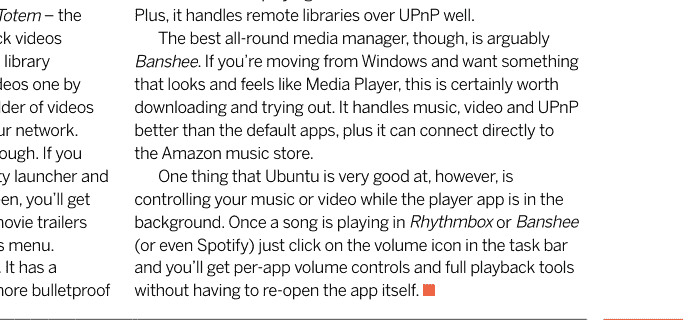 Totem – the
ck videos
library
deos one by
lder of videos
ur network.
ough. If you
ty launcher and
en, you'll get
movie trailers
s menu.
. It has a
more bulletproof
Plus, it handles remote libraries over UPnP well.
The best all-round media manager, though, is arguably
Banshee. If you're moving from Windows and want something
that looks and feels like Media Player, this is certainly worth
downloading and trying out. It handles music, video and UPnP
better than the default apps, plus it can connect directly to
the Amazon music store.
One thing that Ubuntu is very good at, however, is
controlling your music or video while the player app is in the
background. Once a song is playing in Rhythmbox or Banshee
(or even Spotify) just click on the volume icon in the task bar
and you'll get per-app volume controls and full playback tools
without having to re-open the app itself.